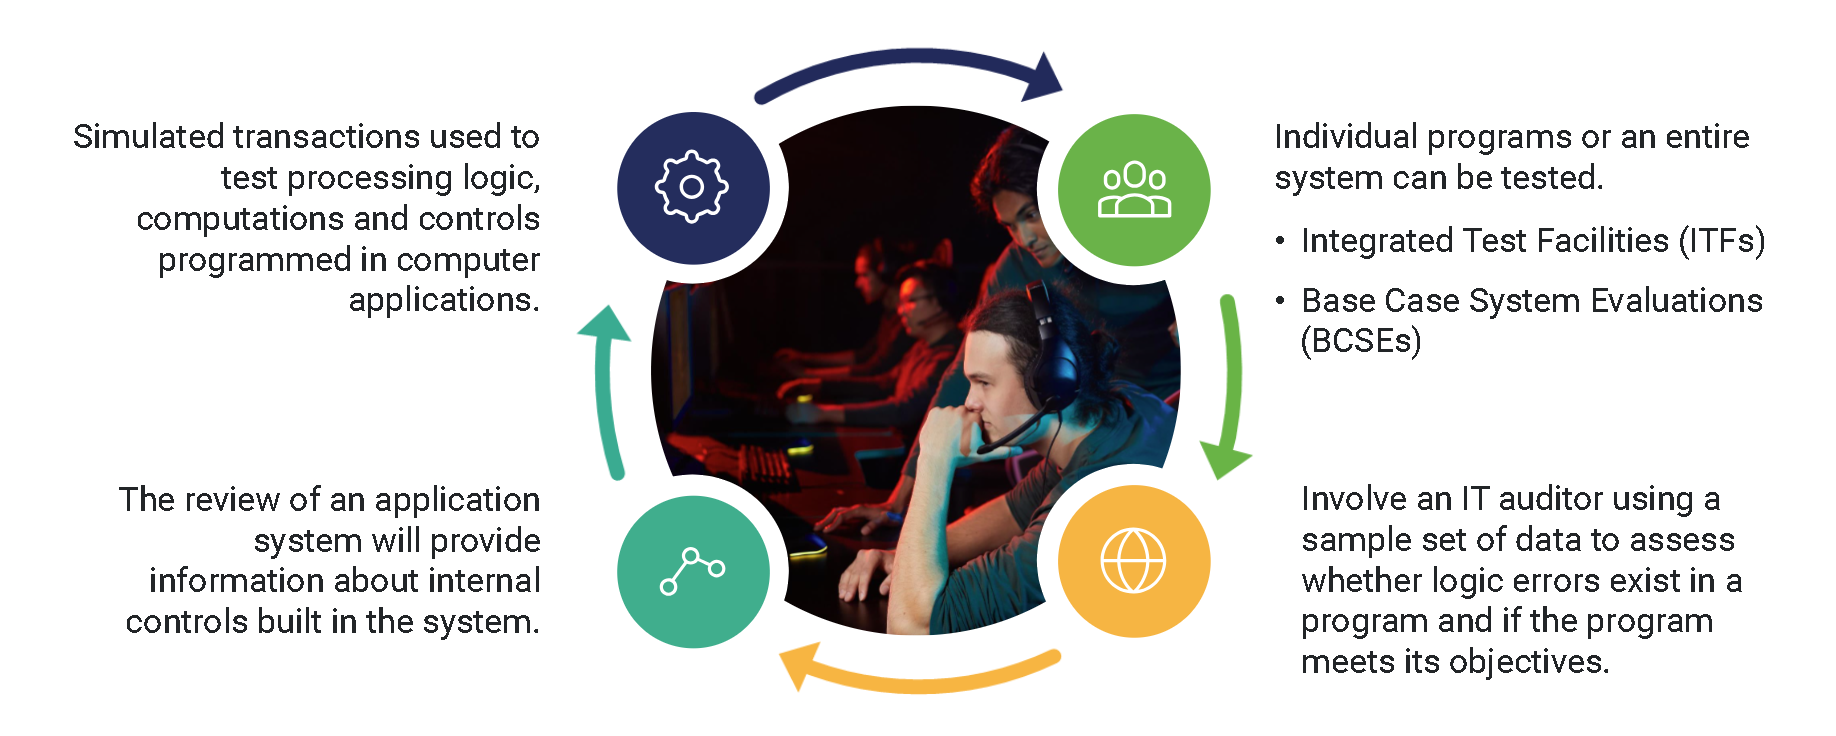 Simulated transactions used to
test processing logic,
computations and controls
programmed in computer
applications.
Individual programs or an entire
system can be tested.
• Integrated Test Facilities (ITFs)
• Base Case System Evaluations
(BCSEs)
Involve an IT auditor using a
sample set of data to assess
whether logic errors exist in a
program and if the program
meets its objectives.
The review of an application
system will provide
information about internal
controls built in the system.